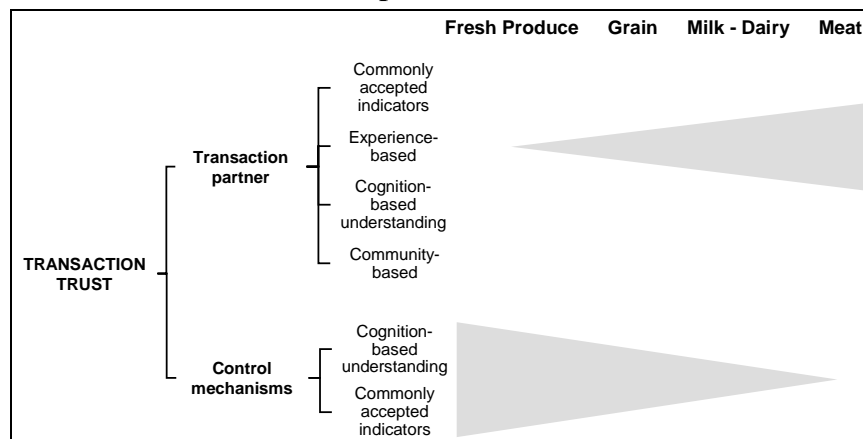 Fresh Produce Grain Milk - Dairy Meat
Commonly
accepted
indicators
Experience-
based
Transaction
partner
Cognition-
based
understanding
Community-
based
TRANSACTION
TRUST
Cognition-
based
understanding
Control
mechanisms
Commonly
accepted
indicators